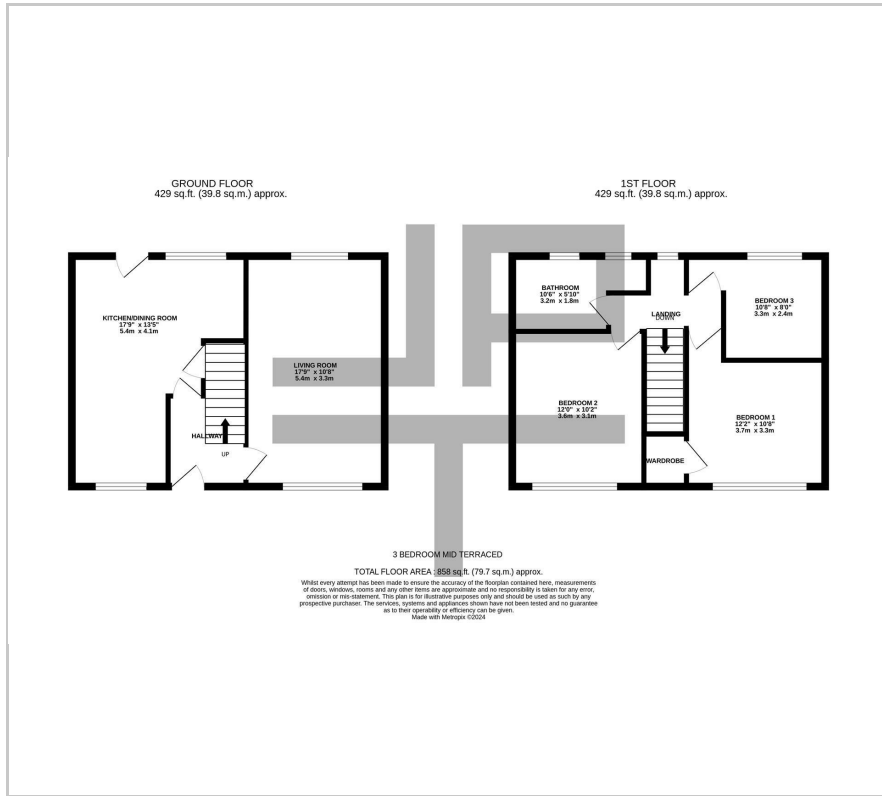 GROUND FLOOR
429 sq.ft. (39.8 sq.m.) approx.
1ST FLOOR
429 sq.ft. (39.8 sq.m.) approx.
KITCHEN/DINING ROOM
17'9" x 13'5"
5.4m x 4.1m
LIVING ROOM
17'9" x 10'8"
5.4m x 3.3m
HALLWAY
UP
BATHROOM
10'6" x 5'10"
3.2m x 1.8m
LANDING
DOWN
BEDROOM 3
10'8" x 8'0"
3.3m x 2.4m
BEDROOM 2
12'0" x 10'2"
3.6m x 3.1m
BEDROOM 1
12'2" x 10'8"
3.7m x 3.3m
WARDROBE
3 BEDROOM MID TERRACED
TOTAL FLOOR AREA : 858 sq.ft. (79.7 sq.m.) approx.
Whilst every attempt has been made to ensure the accuracy of the floorplan contained here, measurements
of doors, windows, rooms and any other items are approximate and no responsibility is taken for any error,
omission or mis-statement. This plan is for illustrative purposes only and should be used as such by any
prospective purchaser. The services, systems and appliances shown have not been tested and no guarantee
as to their operability or efficiency can be given.
Made with Metropix ©2024